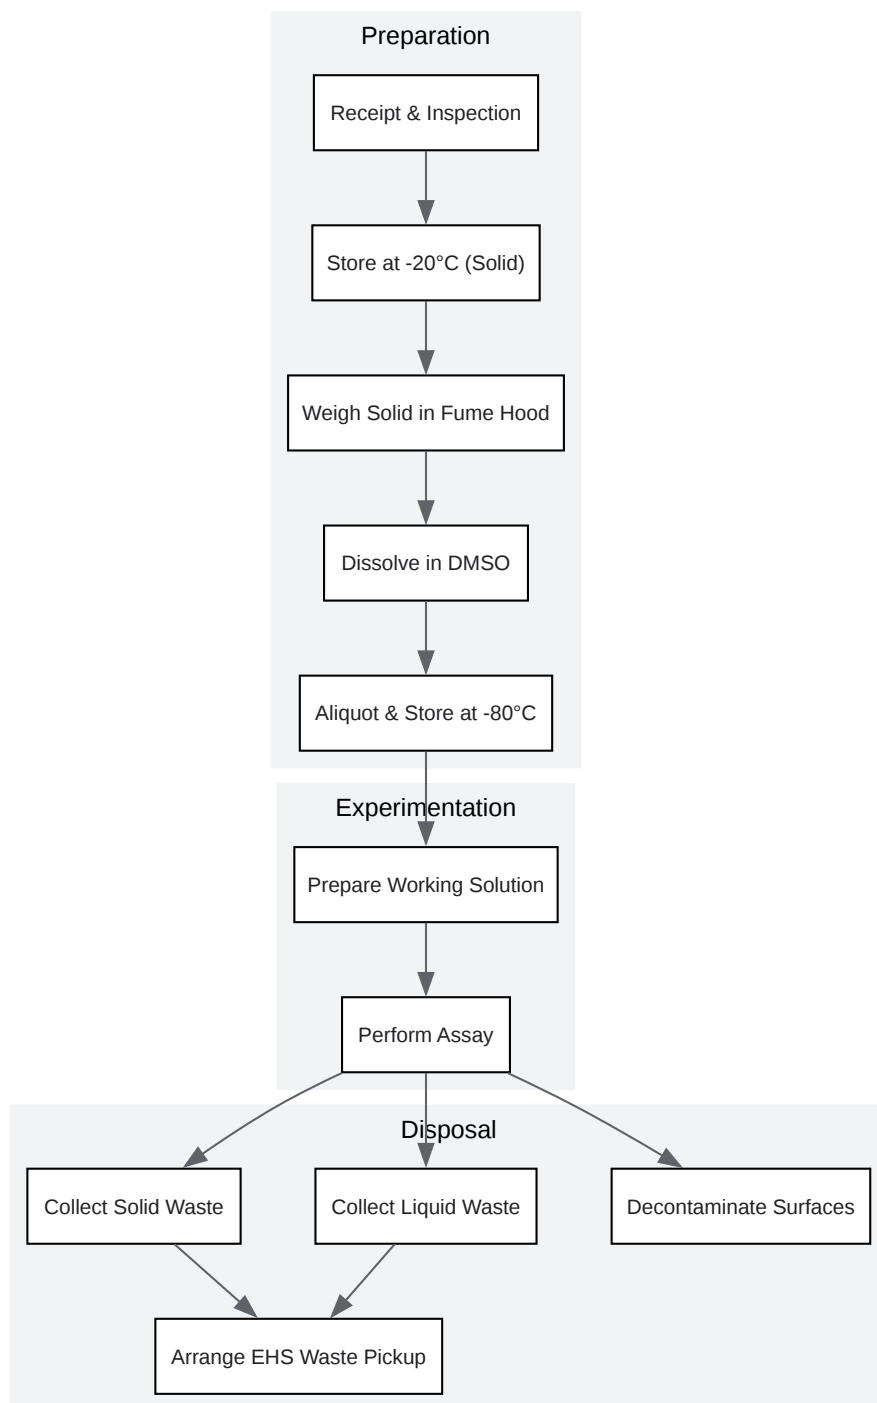 Preparation
Receipt & Inspection
Store at -20°C (Solid)
Weigh Solid in Fume Hood
Dissolve in DMSO
Aliquot & Store at -80°C
Experimentation
Prepare Working Solution
Perform Assay
Disposal
Collect Solid Waste
Collect Liquid Waste
Decontaminate Surfaces
Arrange EHS Waste Pickup